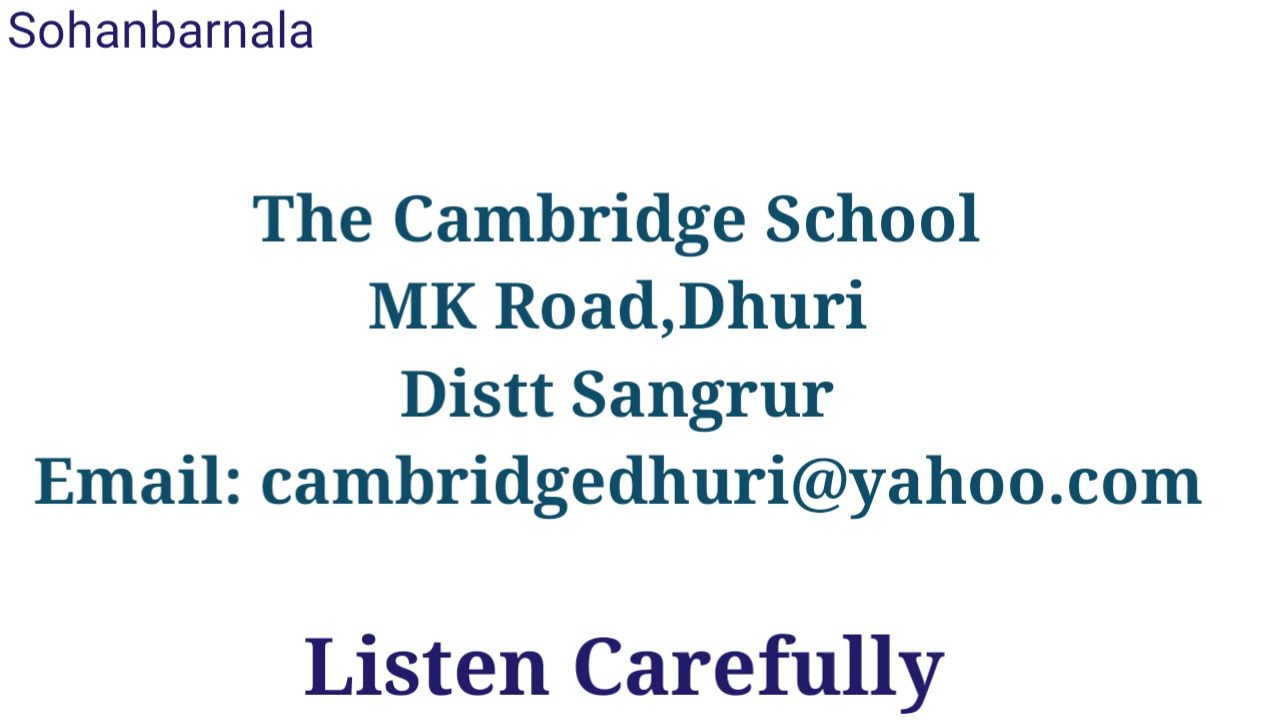 Sohanbarnala
The Cambridge School
MK Road,Dhuri
Distt Sangrur
Email: cambridgedhuri@yahoo.com
Listen Carefully